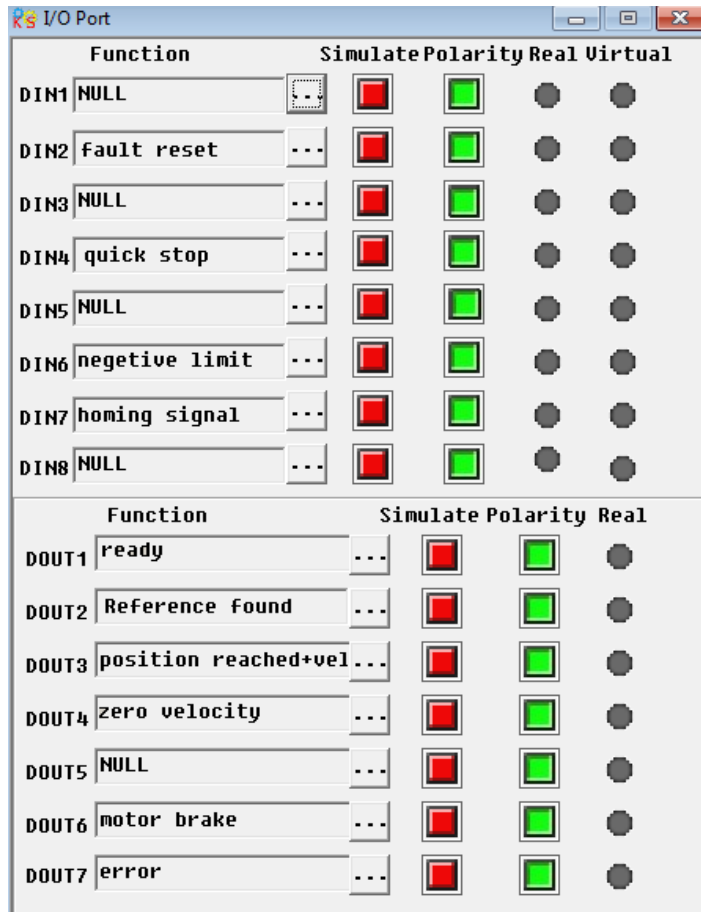 I/O Port
Function Simulate Polarity Real Virtual
DIN1 NULL ...
DIN2 fault reset ...
DIN3 NULL ...
DIN4 quick stop ...
DIN5 NULL ...
DIN6 negetive limit ...
DIN7 homing signal ...
DIN8 NULL ...
Function Simulate Polarity Real
DOUT1 ready ...
DOUT2 Reference found ...
DOUT3 position reached+vel ...
DOUT4 zero velocity ...
DOUT5 NULL ...
DOUT6 motor brake ...
DOUT7 error ...